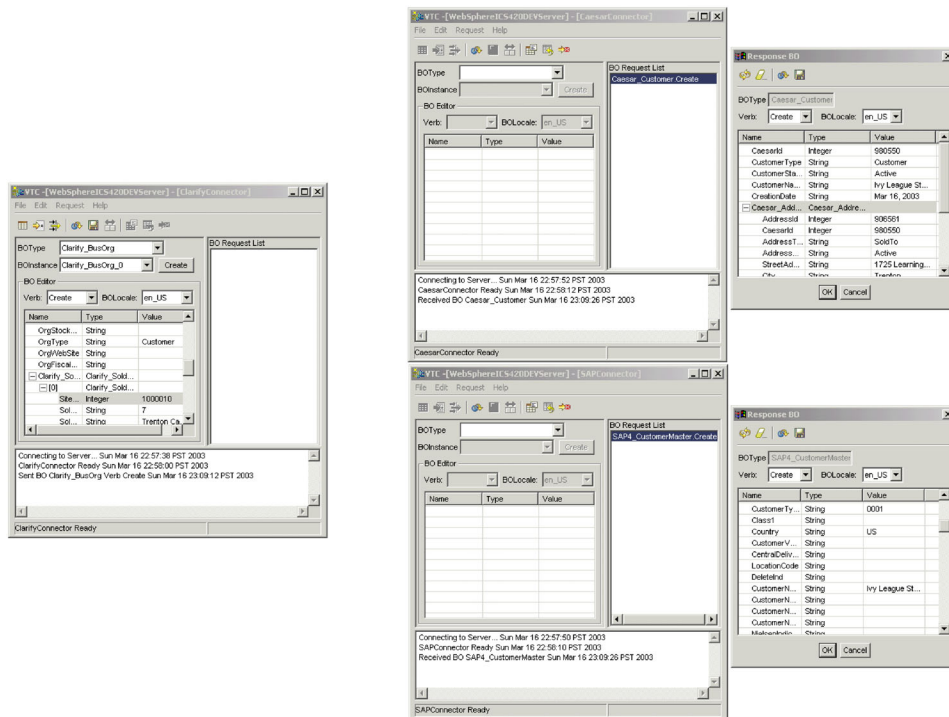 VTC -[WebSphereICS420DEVServer] - [ClarifyConnector]
File Edit Request Help
BOType Clarify_BusOrg
BOInstance Clarify_BusOrg_0 Create
BO Editor
Verb: Create BOLocale: en_US
Name Type Value
OrgStock... String
OrgType String Customer
OrgWebSite String
OrgFiscal... String
Clarify_So... Clarify_Sold...
[0] Clarify_Sold...
Site... Integer 1000010
Sol... String 7
Sol... String Trenton Ca...
BO Request List
Connecting to Server... Sun Mar 16 22:57:38 PST 2003
ClarifyConnector Ready Sun Mar 16 22:58:00 PST 2003
Sent BO Clarify_BusOrg Verb Create Sun Mar 16 23:09:12 PST 2003
ClarifyConnector Ready
VTC -[WebSphereICS420DEVServer] - [CaesarConnector]
File Edit Request Help
BOType
BOInstance Create
BO Editor
Verb: BOLocale: en_US
Name Type Value
BO Request List
Caesar_Customer.Create
Connecting to Server... Sun Mar 16 22:57:52 PST 2003
CaesarConnector Ready Sun Mar 16 22:58:12 PST 2003
Received BO Caesar_Customer Sun Mar 16 23:09:26 PST 2003
CaesarConnector Ready
Response BO
BOType Caesar_Customer
Verb: Create BOLocale: en_US
Name Type Value
CaesarId Integer 980550
CustomerType String Customer
CustomerSta... String Active
CustomerNa... String Ivy League St...
CreationDate String Mar 16, 2003
Caesar_Add... Caesar_Addre...
AddressId Integer 906561
CaesarId Integer 980550
AddressT... String SoldTo
Address... String Active
StreetAd... String 1725 Learning...
City String Trenton
OK Cancel
VTC -[WebSphereICS420DEVServer] - [SAPConnector]
File Edit Request Help
BOType
BOInstance Create
BO Editor
Verb: BOLocale: en_US
Name Type Value
BO Request List
SAP4_CustomerMaster.Create
Connecting to Server... Sun Mar 16 22:57:50 PST 2003
SAPConnector Ready Sun Mar 16 22:58:10 PST 2003
Received BO SAP4_CustomerMaster Sun Mar 16 23:09:26 PST 2003
SAPConnector Ready
Response BO
BOType SAP4_CustomerMaster
Verb: Create BOLocale: en_US
Name Type Value
CustomerTy... String 0001
Class1 String
Country String US
CustomerV... String
CentralDeliv... String
LocationCode String
DeleteInd String
CustomerN... String Ivy League St...
CustomerN... String
CustomerN... String
String
OK Cancel